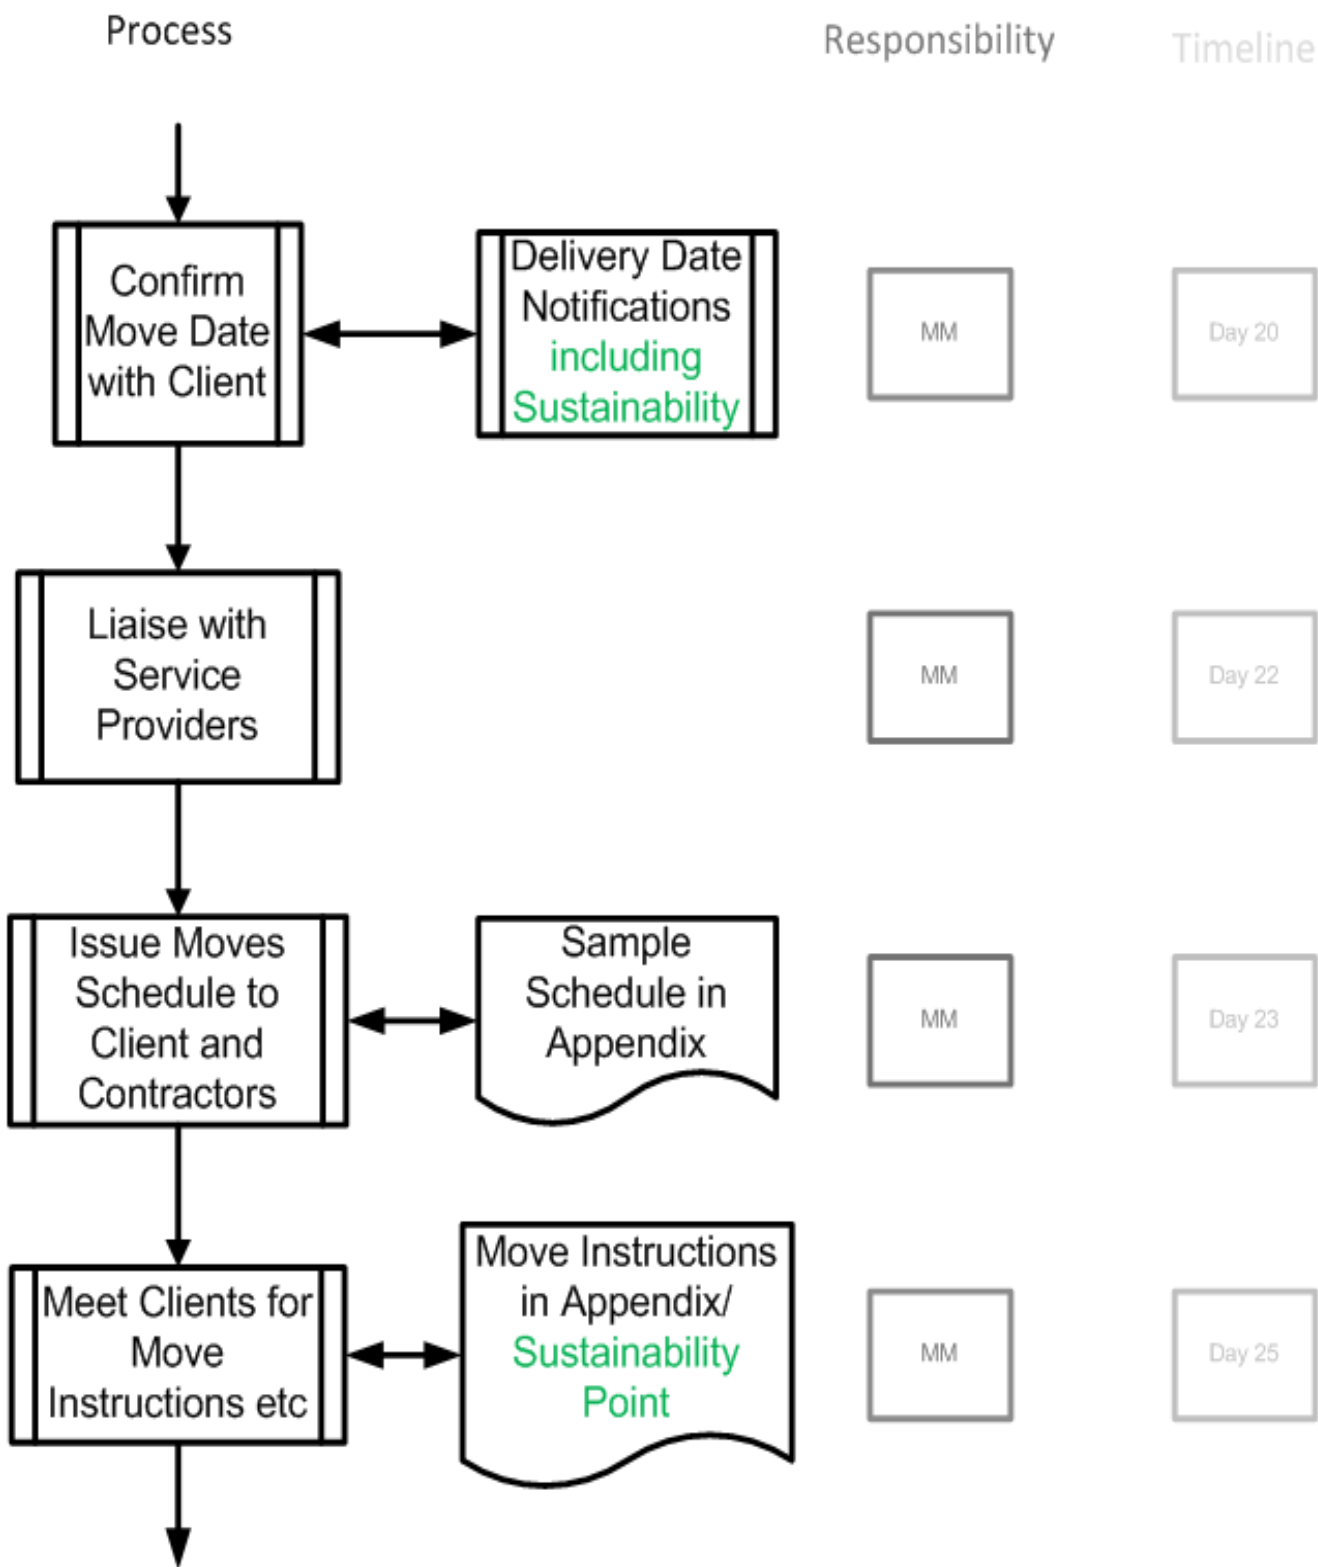 Process
Responsibility
Timeline
Confirm
Move Date
with Client
Delivery Date
Notifications
including
Sustainability
MM
Day 20
Liaise with
Service
Providers
MM
Day 22
Issue Moves
Schedule to
Client and
Contractors
Sample
Schedule in
Appendix
MM
Day 23
Meet Clients for
Move
Instructions etc
Move Instructions
in Appendix/
Sustainability
Point
MM
Day 25